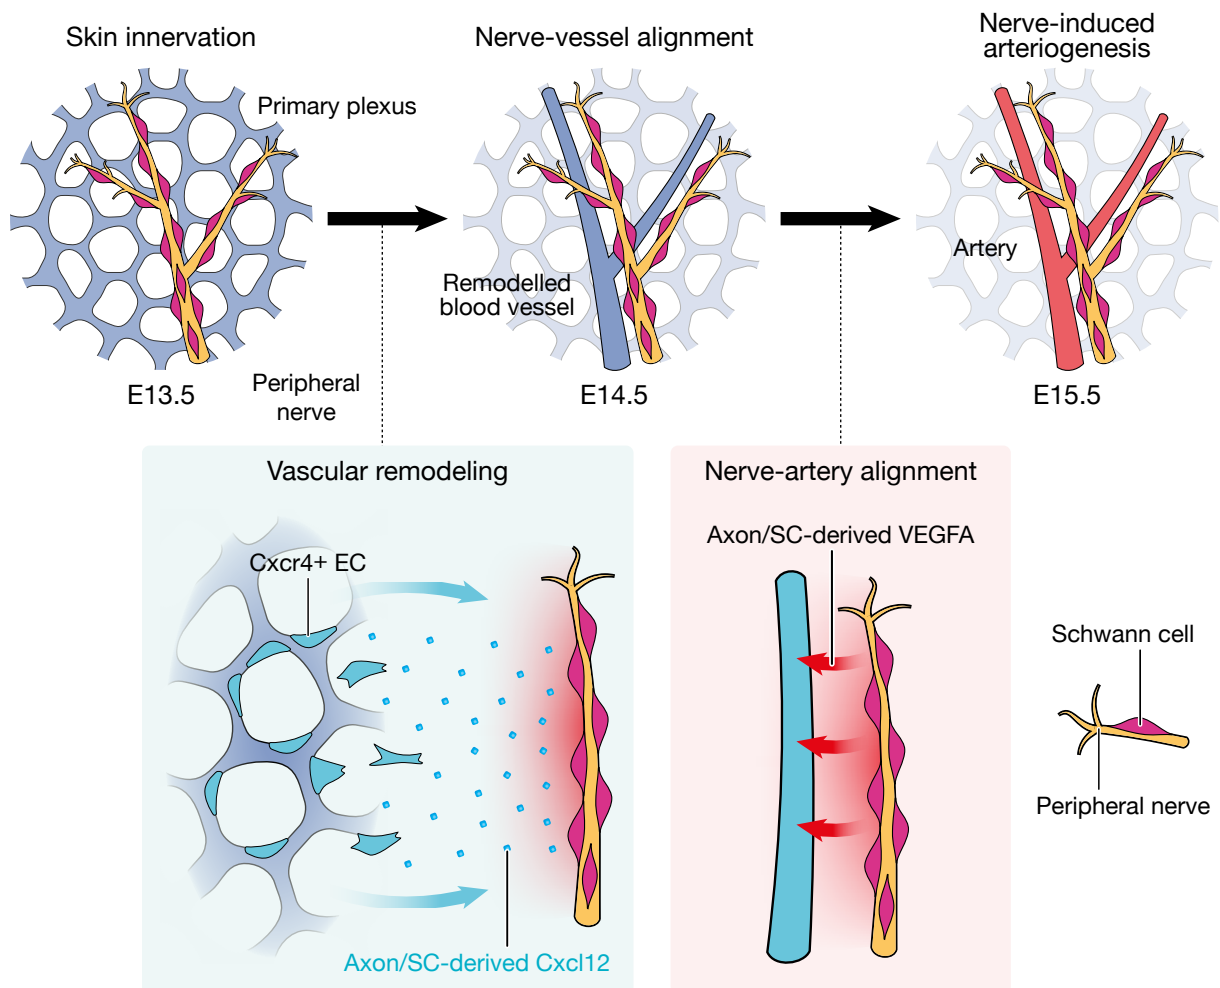 Skin innervation
Nerve-vessel alignment
Nerve-induced
arteriogenesis
Primary plexus
Remodelled
blood vessel
Artery
E13.5
Peripheral
nerve
E14.5
E15.5
Vascular remodeling
Nerve-artery alignment
Axon/SC-derived VEGFA
Cxcr4+ EC
Schwann cell
Peripheral nerve
Axon/SC-derived Cxcl12